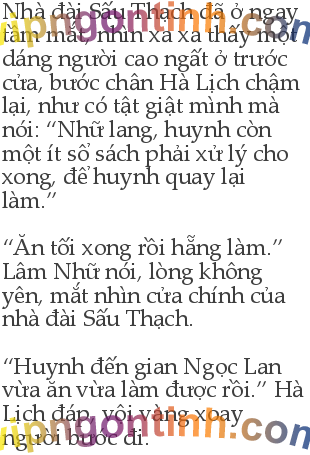 Nhà đài Sấu Thạch đã ở ngay
tầm mắt, nhìn xa xa thấy một
dáng người cao ngất ở trước
cửa, bước chân Hà Lịch chậm
lại, như có tật giật mình mà
nói: “Nhữ lang, huynh còn
một ít sổ sách phải xử lý cho
xong, để huynh quay lại
làm.”
“Ăn tối xong rồi hẵng làm.”
Lâm Nhữ nói, lòng không
yên, mắt nhìn cửa chính của
nhà đài Sấu Thạch.
“Huynh đến gian Ngọc Lan
vừa ăn vừa làm được rồi.” Hà
Lịch đáp, vội vàng xoay
người bước đi.
vipngontinh.com
vipngontinh.com